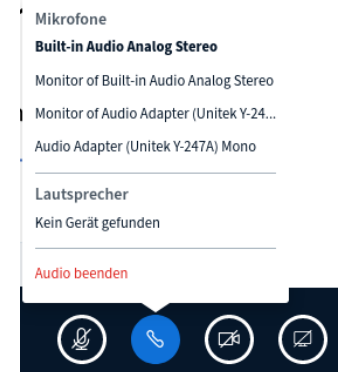 Mikrofone
Built-in Audio Analog Stereo
Monitor of Built-in Audio Analog Stereo
Monitor of Audio Adapter (Unitek Y-24...
Audio Adapter (Unitek Y-247A) Mono
Lautsprecher
Kein Gerät gefunden
Audio beenden